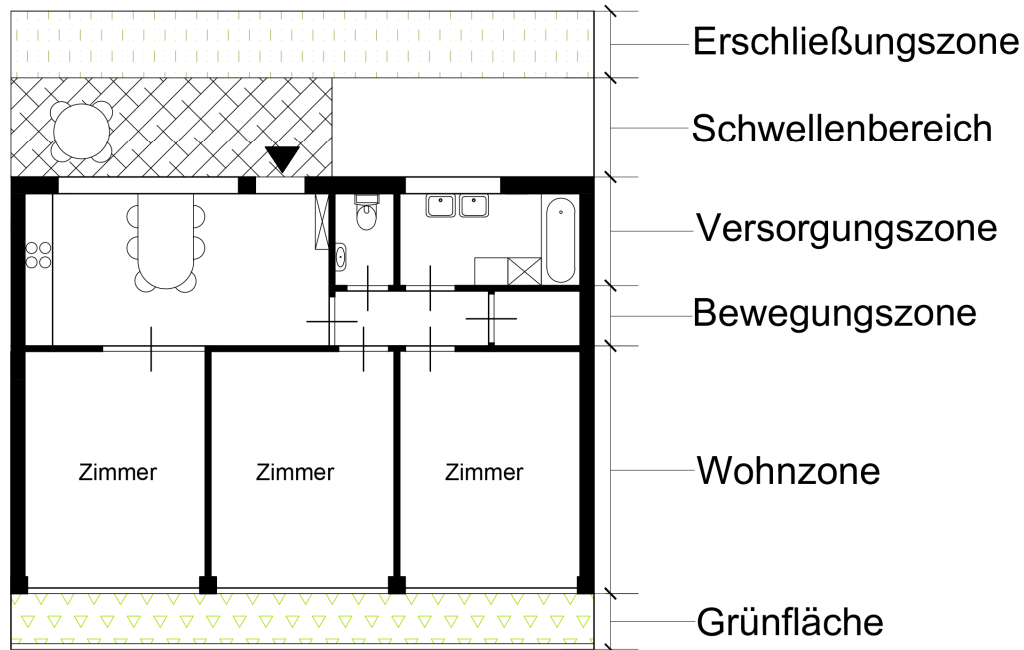 Erschließungszone
Schwellenbereich
Versorgungszone
Bewegungszone
Zimmer Zimmer Zimmer
Wohnzone
Grünfläche